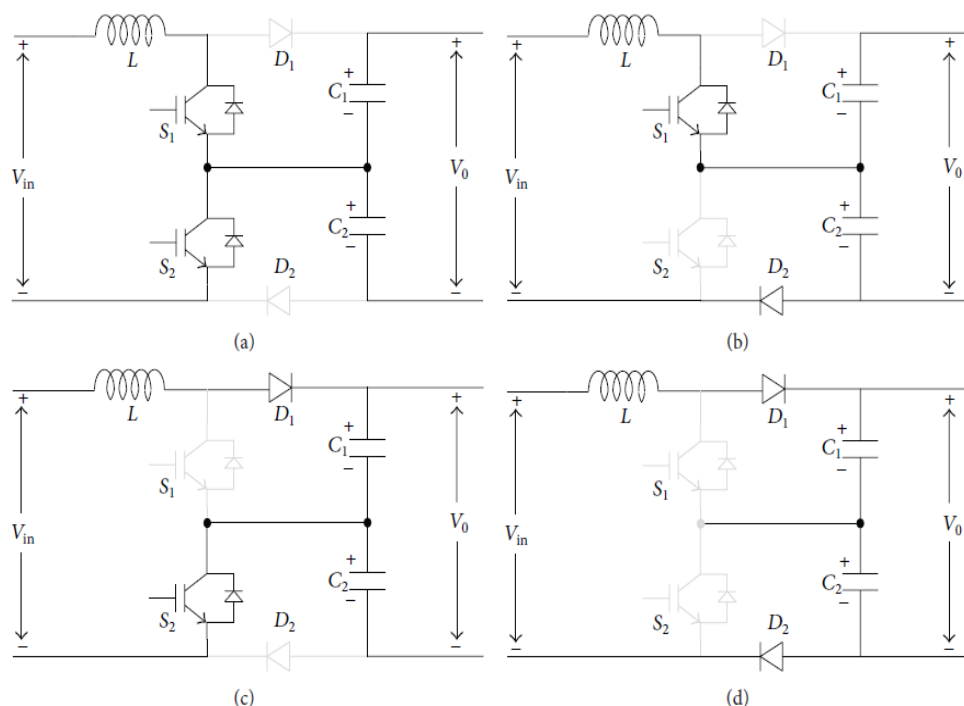 + L D1 +
+ C1 −
S1
Vin V0
+ C2 −
S2 D2
− −
(a)
+ L D1 +
+ C1 −
S1
Vin V0
+ C2 −
S2 D2
− −
(b)
+ L D1 +
+ C1 −
S1
Vin V0
+ C2 −
S2 D2
− −
(c)
+ L D1 +
+ C1 −
S1
Vin V0
+ C2 −
S2 D2
− −
(d)